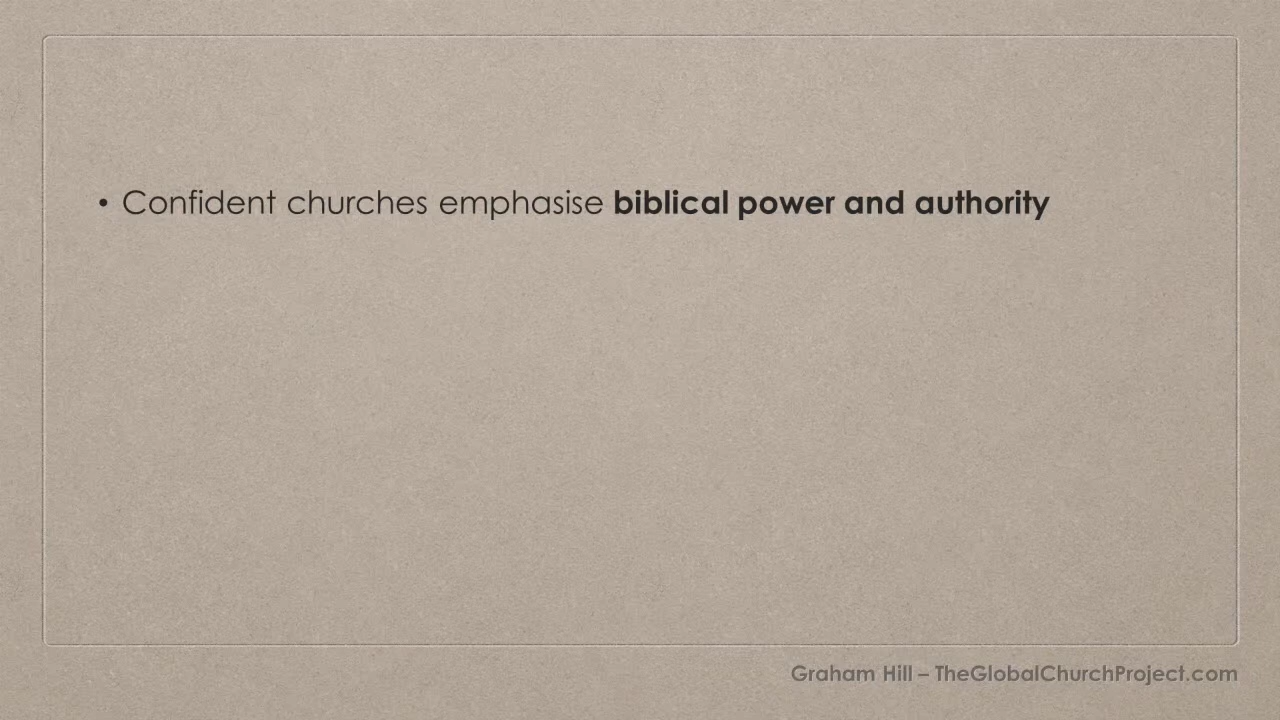 • Confident churches emphasise biblical power and authority
Graham Hill – TheGlobalChurchProject.com